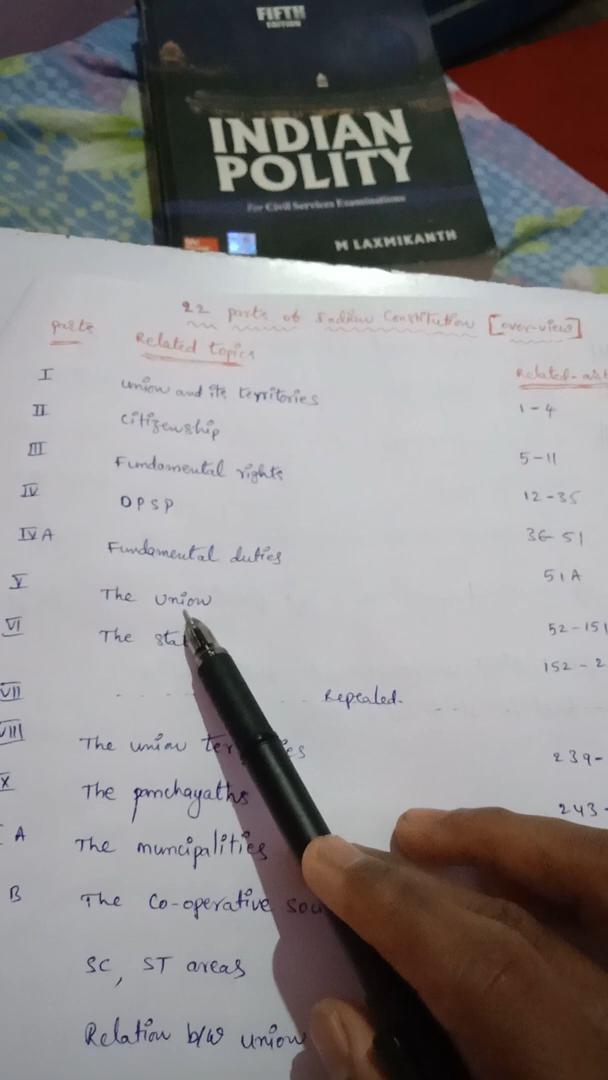 FIFTH
EDITION
INDIAN
POLITY
For Civil Services Examinations
M LAXMIKANTH
22 parts of Indian Constitution [over-view]
parts Related topics Related
I Union and its territories 1-4
II Citizenship 5-11
III Fundamental rights 12-35
IV DPSP 36-51
IVA Fundamental duties 51A
V The Union 52-151
VI The 152-2
VII Repealed.
VIII The union 239-
X The panchayaths 243-
A The muncipalities
B The Co-operative
SC, ST areas
Relation b/w union